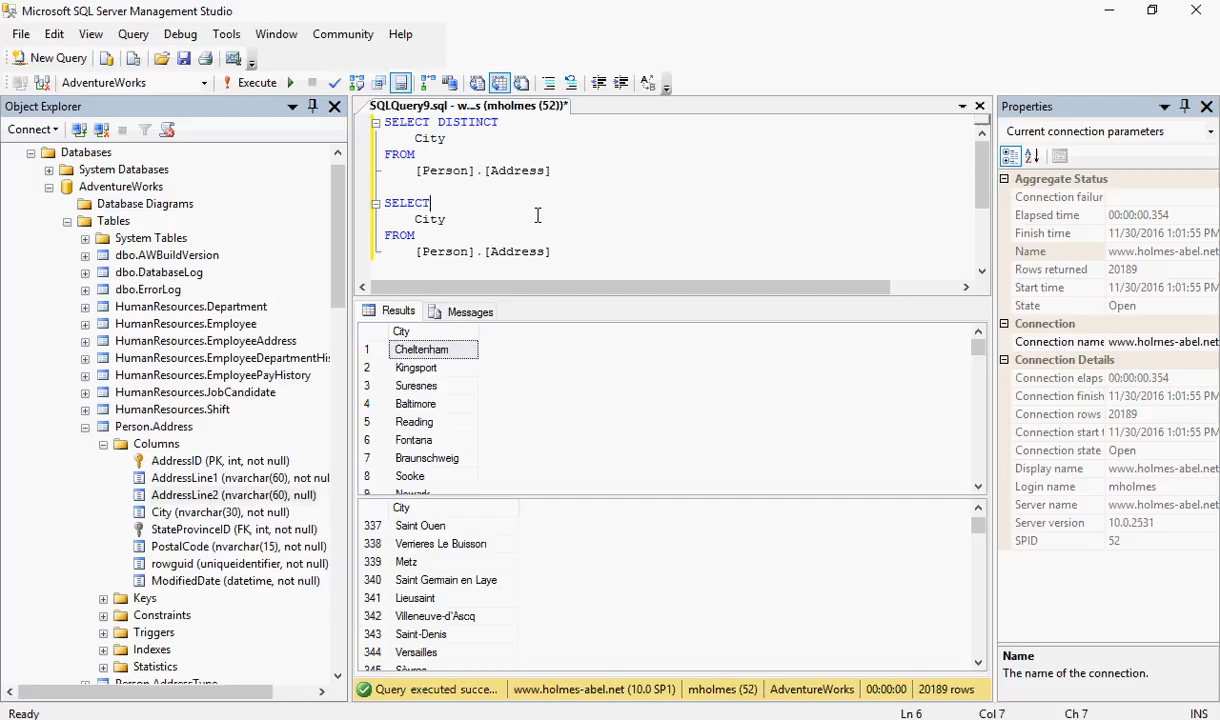 Microsoft SQL Server Management Studio
File Edit View Query Debug Tools Window Community Help
New Query
AdventureWorks Execute
Object Explorer
Connect
Databases
System Databases
AdventureWorks
Database Diagrams
Tables
System Tables
dbo.AWBuildVersion
dbo.DatabaseLog
dbo.ErrorLog
HumanResources.Department
HumanResources.Employee
HumanResources.EmployeeAddress
HumanResources.EmployeeDepartmentHis
HumanResources.EmployeePayHistory
HumanResources.JobCandidate
HumanResources.Shift
Person.Address
Columns
AddressID (PK, int, not null)
AddressLine1 (nvarchar(60), not nul
AddressLine2 (nvarchar(60), null)
City (nvarchar(30), not null)
StateProvinceID (FK, int, not null)
PostalCode (nvarchar(15), not null)
rowguid (uniqueidentifier, not null)
ModifiedDate (datetime, not null)
Keys
Constraints
Triggers
Indexes
Statistics
Person.AddressType
SQLQuery9.sql - w...s (mholmes (52))*
SELECT DISTINCT
City
FROM
[Person].[Address]
SELECT
City
FROM
[Person].[Address]
Results Messages
City
1 Cheltenham
2 Kingsport
3 Suresnes
4 Baltimore
5 Reading
6 Fontana
7 Braunschweig
8 Sooke
9 Newark
City
337 Saint Ouen
338 Verrieres Le Buisson
339 Metz
340 Saint Germain en Laye
341 Lieusaint
342 Villeneuve-d'Ascq
343 Saint-Denis
344 Versailles
345 Sèvres
Query executed succe... www.holmes-abel.net (10.0 SP1) mholmes (52) AdventureWorks 00:00:00 20189 rows
Properties
Current connection parameters
Aggregate Status
Connection failur
Elapsed time 00:00:00.354
Finish time 11/30/2016 1:01:55 PM
Name www.holmes-abel.net
Rows returned 20189
Start time 11/30/2016 1:01:55 PM
State Open
Connection
Connection name www.holmes-abel.net
Connection Details
Connection elaps 00:00:00.354
Connection finish 11/30/2016 1:01:55 PM
Connection rows 20189
Connection start t 11/30/2016 1:01:55 PM
Connection state Open
Display name www.holmes-abel.net
Login name mholmes
Server name www.holmes-abel.net
Server version 10.0.2531
SPID 52
Name
The name of the connection.
Ready Ln 6 Col 7 Ch 7 INS